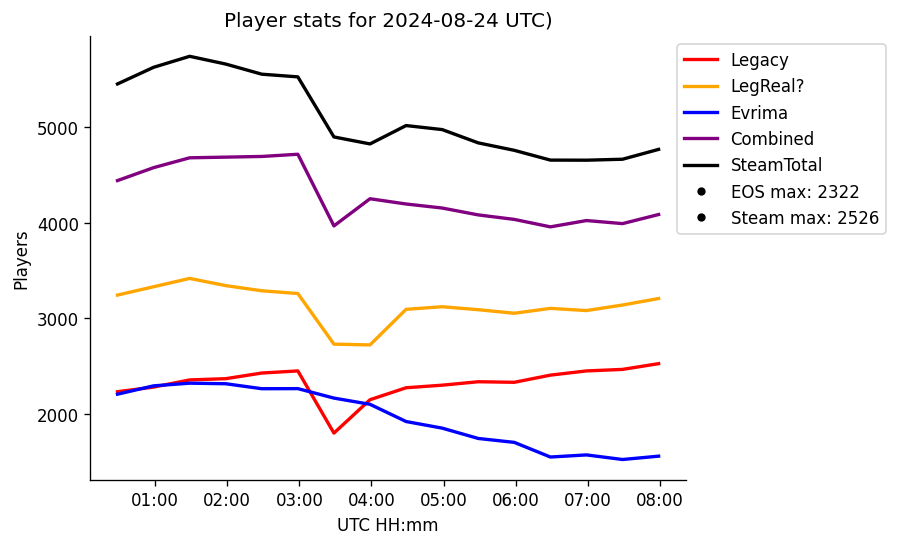 Player stats for 2024-08-24 UTC)
Legacy
LegReal?
Evrima
Combined
SteamTotal
EOS max: 2322
Steam max: 2526
Players
5000
4000
3000
2000
01:00 02:00 03:00 04:00 05:00 06:00 07:00 08:00
UTC HH:mm